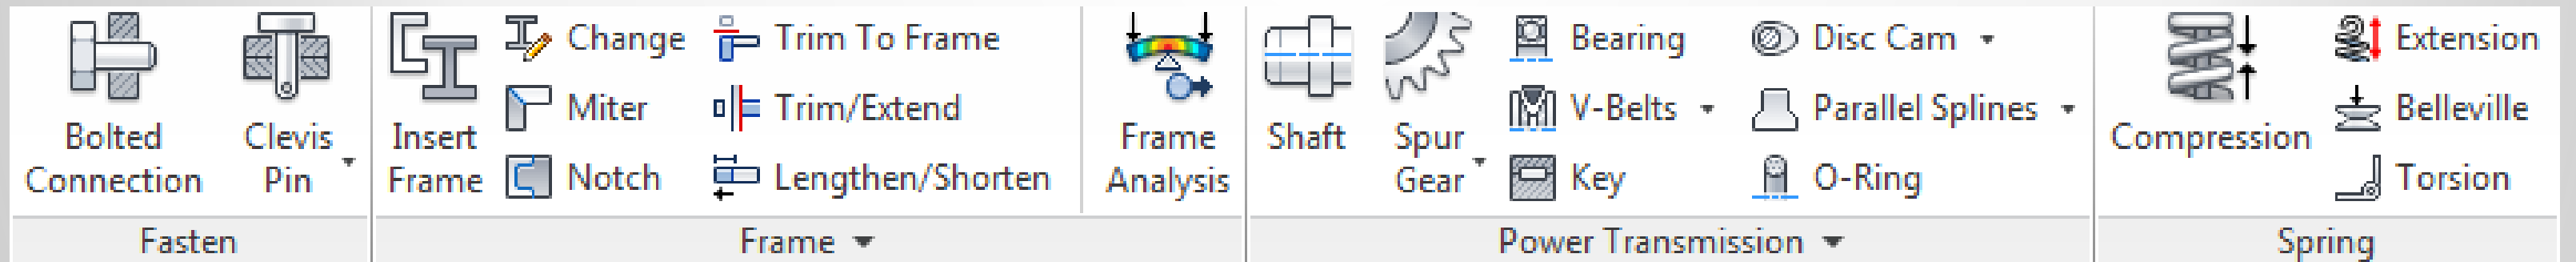 Bolted
Connection
Clevis
Pin
Fasten
Insert
Frame
Change
Miter
Notch
Trim To Frame
Trim/Extend
Lengthen/Shorten
Frame
Analysis
Frame
Shaft
Spur
Gear
Bearing
V-Belts
Key
Disc Cam
Parallel Splines
O-Ring
Power Transmission
Compression
Extension
Belleville
Torsion
Spring